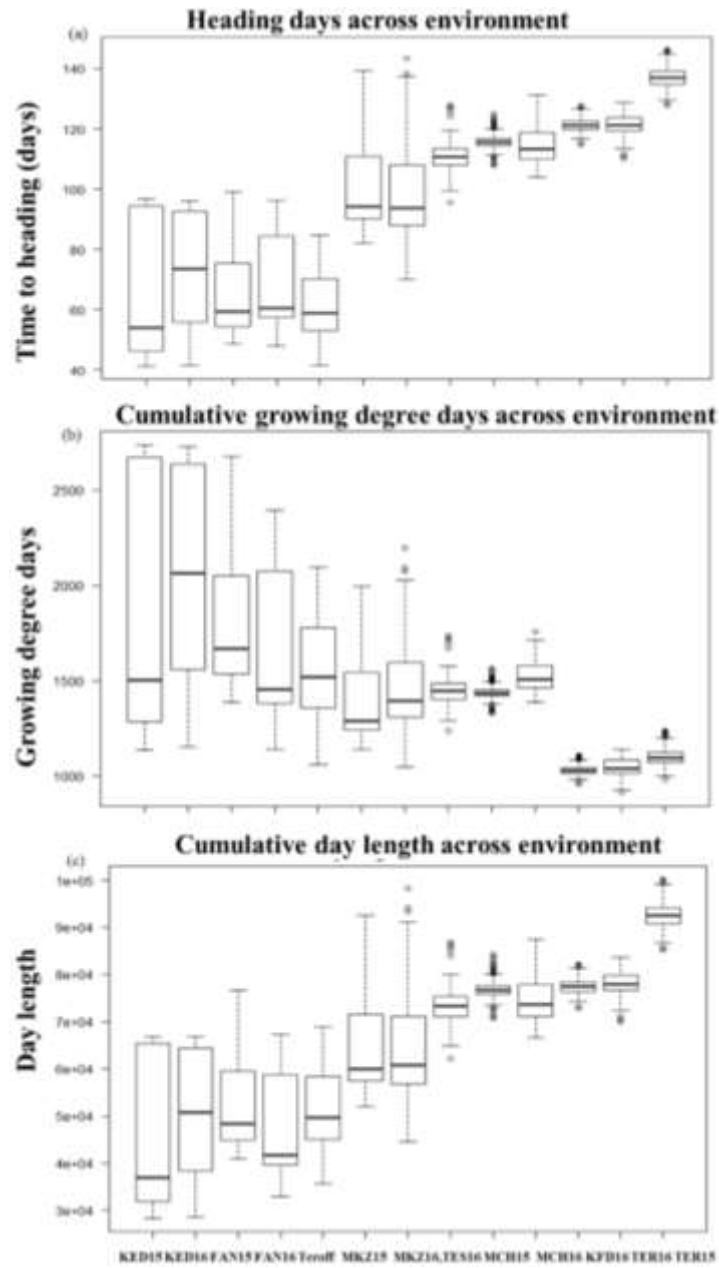 Heading days across environment
(a)
Time to heading (days)
140
120
100
80
60
40
Cumulative growing degree days across environment
(b)
Growing degree days
2500
2000
1500
1000
Cumulative day length across environment
(c)
Day length
1e+05
9e+04
8e+04
7e+04
6e+04
5e+04
4e+04
3e+04
KED15 KED16 FAN15 FAN16 Teroff MKZ15 MKZ16,TES16 MCH15 MCH16 KFD16 TER16 TER15